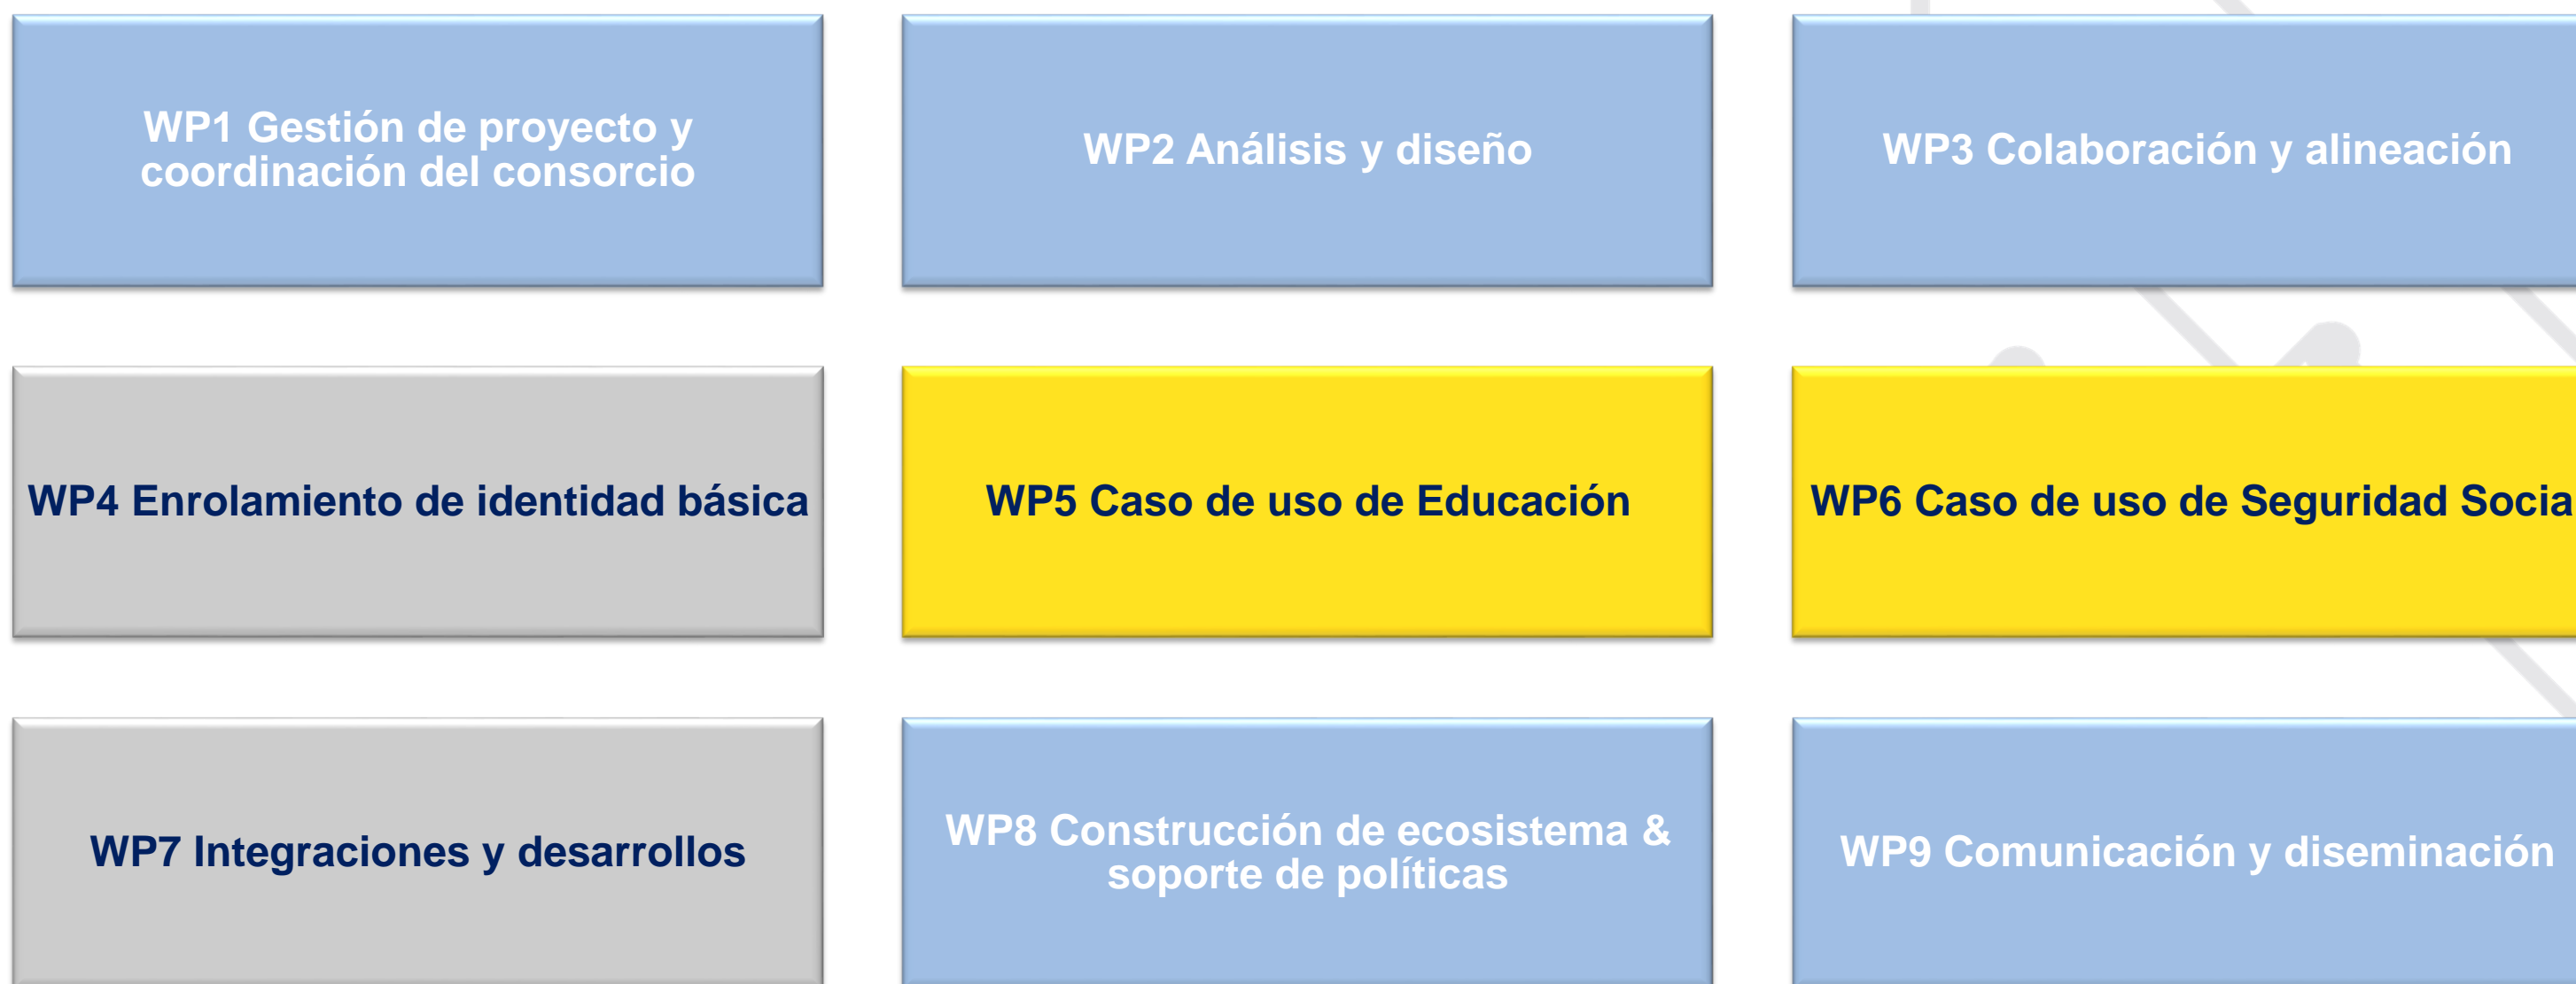 WP1 Gestión de proyecto y
coordinación del consorcio
WP2 Análisis y diseño
WP3 Colaboración y alineación
WP4 Enrolamiento de identidad básica
WP5 Caso de uso de Educación
WP6 Caso de uso de Seguridad Socia
WP7 Integraciones y desarrollos
WP8 Construcción de ecosistema &
soporte de políticas
WP9 Comunicación y diseminación